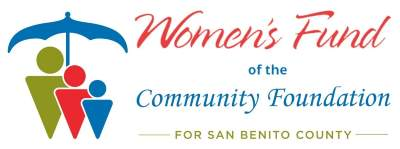 Women's Fund
of the
Community Foundation
FOR SAN BENITO COUNTY